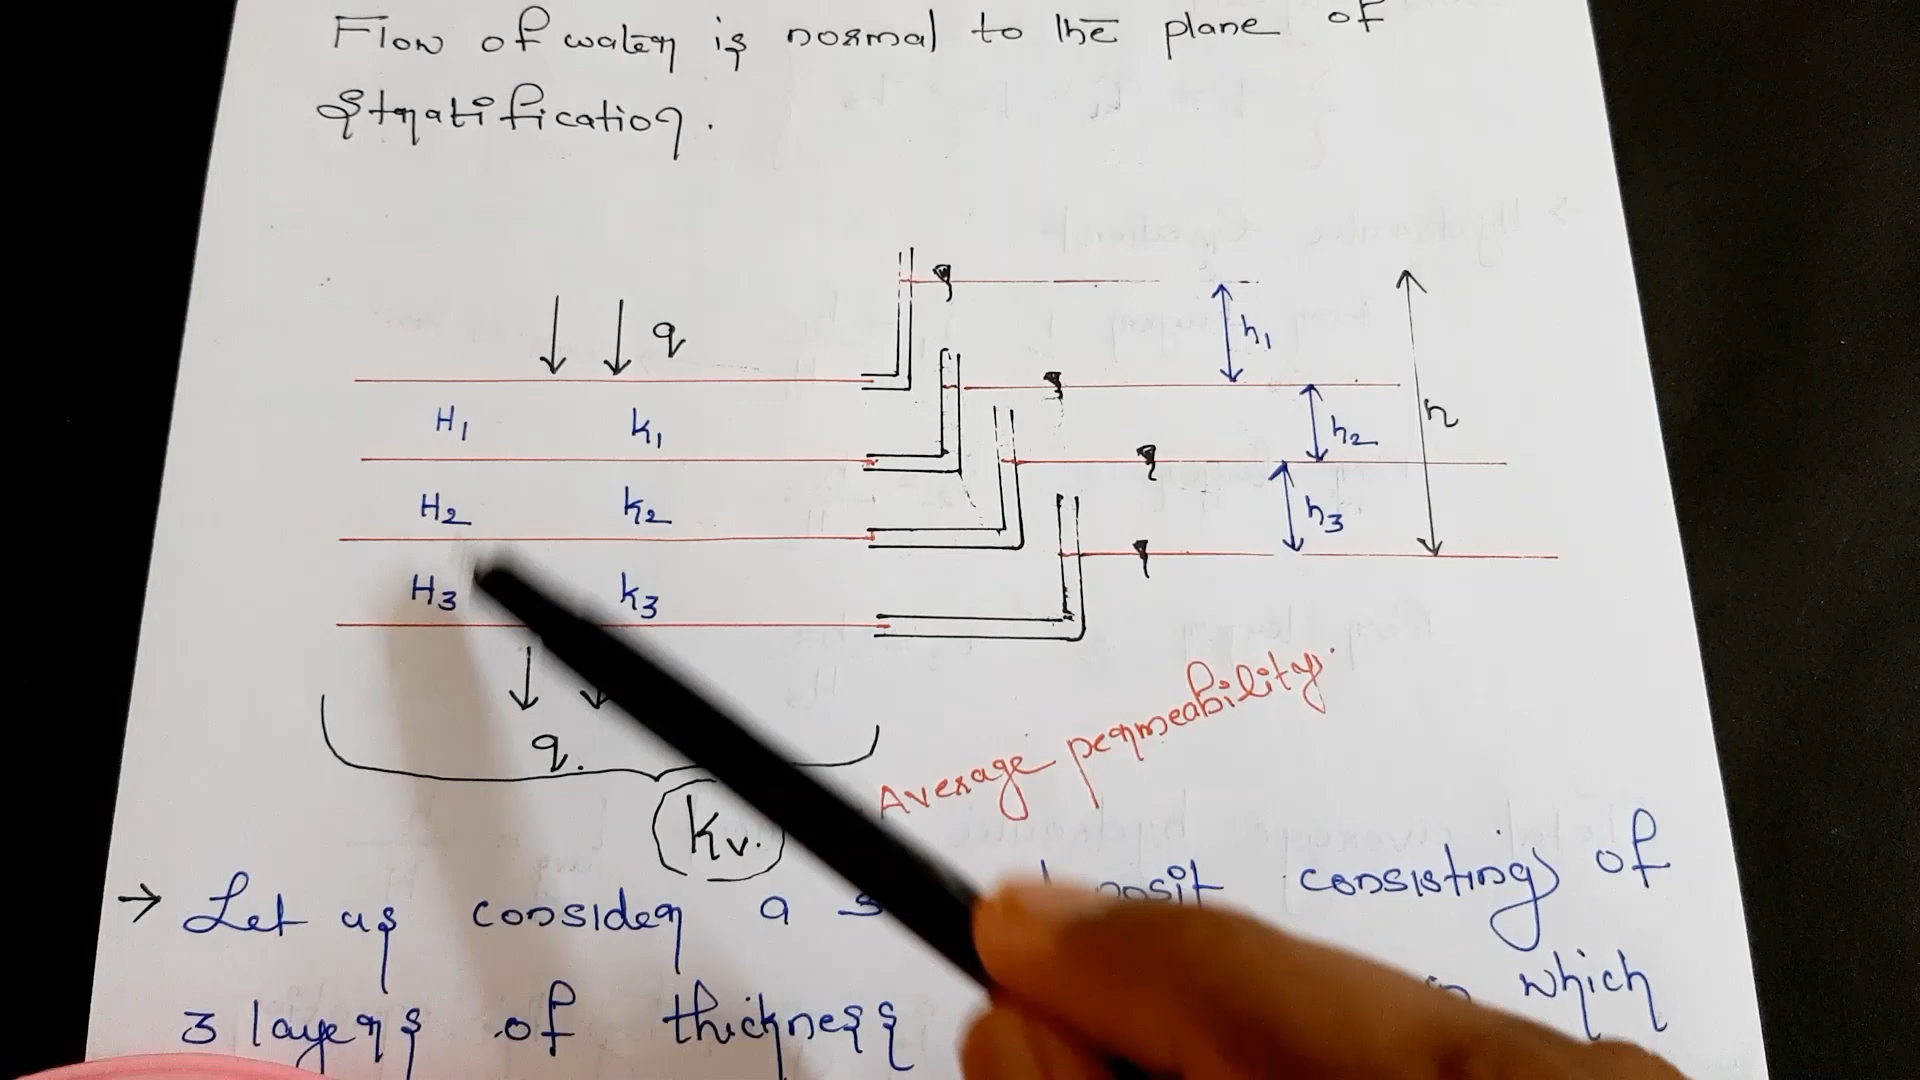 Flow of water is normal to the plane of
stratification.
q
h₁
H₁ k₁
h₂
h
H₂ k₂
h₃
H₃ k₃
q.
Average permeability.
kv.
→ Let us consider a consisting of
3 layers of thickness which